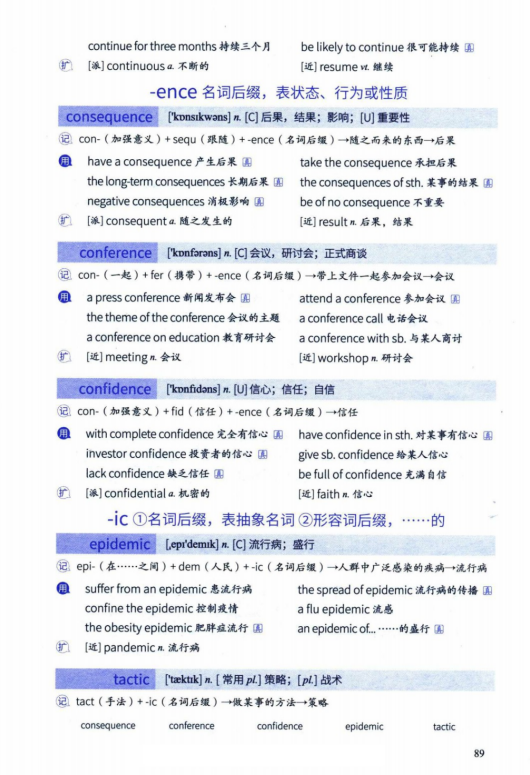 continue for three months 持续三个月 be likely to continue 很可能持续 真
扩 [派] continuous a. 不断的 [近] resume vt. 继续
-ence 名词后缀，表状态、行为或性质
consequence ['kɒnsɪkwəns] n. [C] 后果，结果；影响；[U] 重要性
记 con-（加强意义）+ sequ（跟随）+ -ence（名词后缀）→随之而来的东西→后果
用 have a consequence 产生后果 真 take the consequence 承担后果
the long-term consequences 长期后果 真 the consequences of sth. 某事的结果 真
negative consequences 消极影响 真 be of no consequence 不重要
扩 [派] consequent a. 随之发生的 [近] result n. 后果，结果
conference ['kɒnfərəns] n. [C] 会议，研讨会；正式商谈
记 con-（一起）+ fer（携带）+ -ence（名词后缀）→带上文件一起参加会议→会议
用 a press conference 新闻发布会 真 attend a conference 参加会议 真
the theme of the conference 会议的主题 a conference call 电话会议
a conference on education 教育研讨会 a conference with sb. 与某人商讨
扩 [近] meeting n. 会议 [近] workshop n. 研讨会
confidence ['kɒnfɪdəns] n. [U] 信心；信任；自信
记 con-（加强意义）+ fid（信任）+ -ence（名词后缀）→信任
用 with complete confidence 完全有信心 真 have confidence in sth. 对某事有信心 真
investor confidence 投资者的信心 真 give sb. confidence 给某人信心
lack confidence 缺乏信任 真 be full of confidence 充满自信
扩 [派] confidential a. 机密的 [近] faith n. 信心
-ic ①名词后缀，表抽象名词 ②形容词后缀，……的
epidemic [ˌepɪ'demɪk] n. [C] 流行病；盛行
记 epi-（在……之间）+ dem（人民）+ -ic（名词后缀）→人群中广泛感染的疾病→流行病
用 suffer from an epidemic 患流行病 the spread of epidemic 流行病的传播 真
confine the epidemic 控制疫情 a flu epidemic 流感
the obesity epidemic 肥胖症流行 真 an epidemic of... ……的盛行 真
扩 [近] pandemic n. 流行病
tactic ['tæktɪk] n. [ 常用 pl.] 策略；[pl.] 战术
记 tact（手法）+ -ic（名词后缀）→做某事的方法→策略
consequence conference confidence epidemic tactic
89